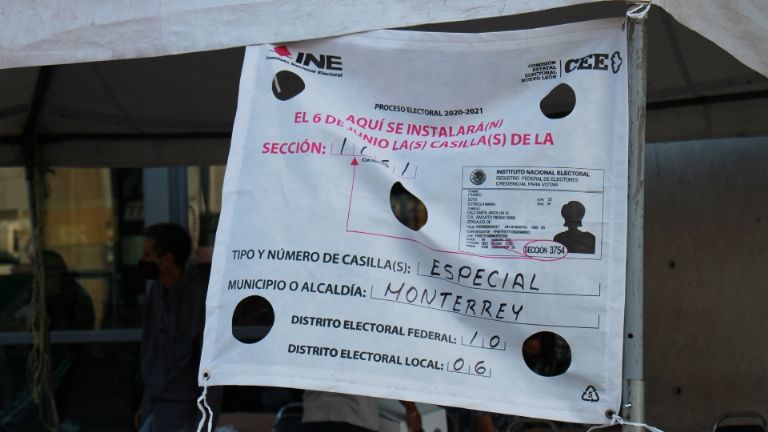 INE
Instituto Nacional Electoral
COMISIÓN
ESTATAL
ELECTORAL
NUEVO LEÓN
CEE
PROCESO ELECTORAL 2020-2021
EL 6 DE JUNIO AQUÍ SE INSTALARÁ(N)
LA(S) CASILLA(S) DE LA
SECCIÓN:
INSTITUTO NACIONAL ELECTORAL
REGISTRO FEDERAL DE ELECTORES
CREDENCIAL PARA VOTAR
SECCIÓN 3754
TIPO Y NÚMERO DE CASILLA(S): ESPECIAL
MUNICIPIO O ALCALDÍA: MONTERREY
DISTRITO ELECTORAL FEDERAL: 10
DISTRITO ELECTORAL LOCAL: 06
5